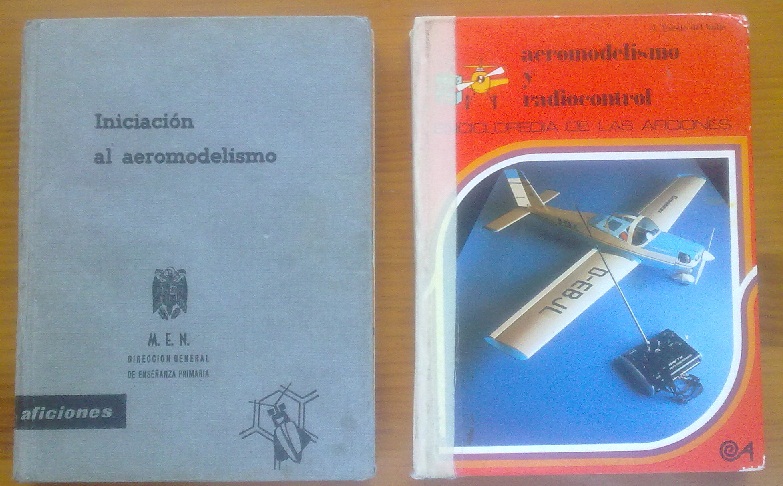 Iniciación
al aeromodelismo
M. E. N.
DIRECCION GENERAL
DE ENSEÑANZA PRIMARIA
aficiones
aeromodelismo
y
radiocontrol
ENCICLOPEDIA DE LAS AFICIONES
D-EBJL